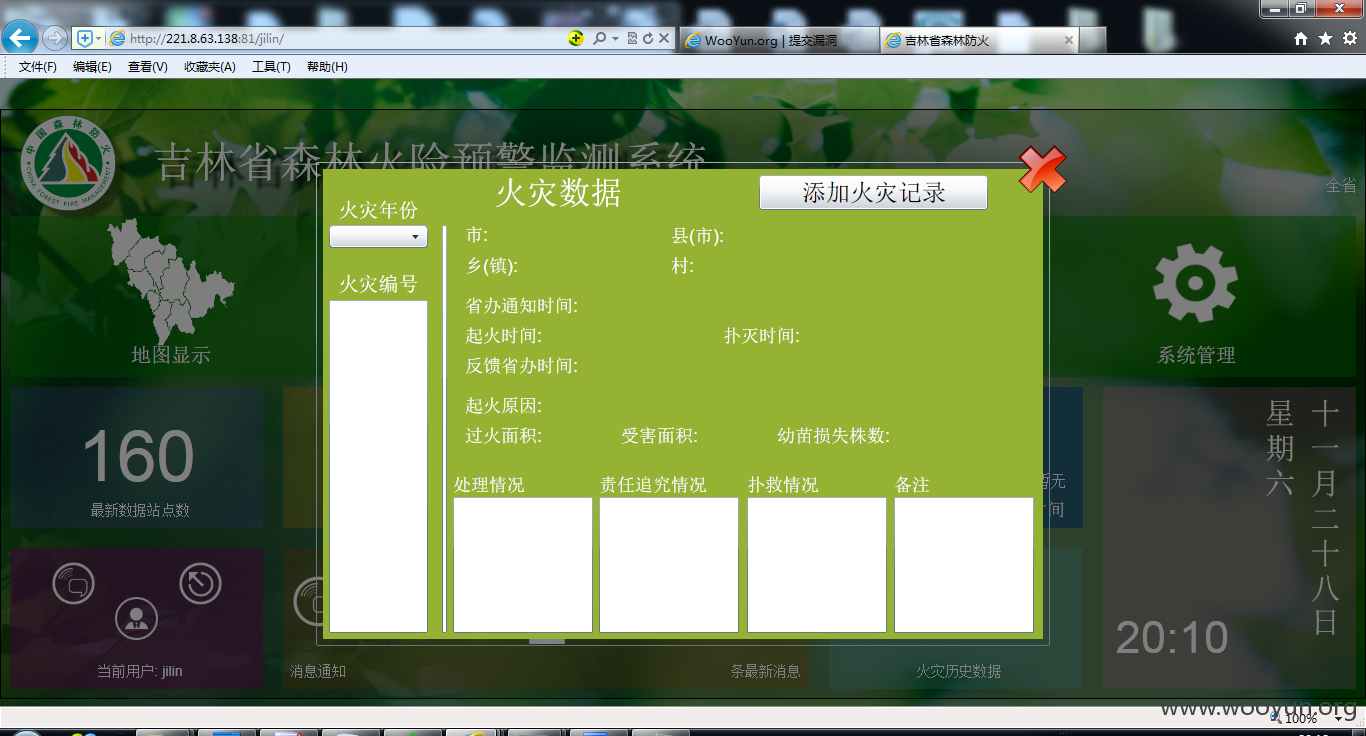 http://221.8.63.138:81/jilin/
WooYun.org | 提交漏洞
吉林省森林防火
文件(F) 编辑(E) 查看(V) 收藏夹(A) 工具(T) 帮助(H)
中国森林防火
CHINA FOREST FIRE MANAGEMENT
吉林省森林火险预警监测系统
全省
火灾数据
添加火灾记录
火灾年份
市: 县(市):
乡(镇): 村:
火灾编号
省办通知时间:
起火时间: 扑灭时间:
反馈省办时间:
起火原因:
过火面积: 受害面积: 幼苗损失株数:
处理情况 责任追究情况 扑救情况 备注
地图显示
系统管理
160
最新数据站点数
暂无
时间
十一月二十八日
星期六
20:10
当前用户: jilin
消息通知
条最新消息
火灾历史数据
www.wooyun.org
100%